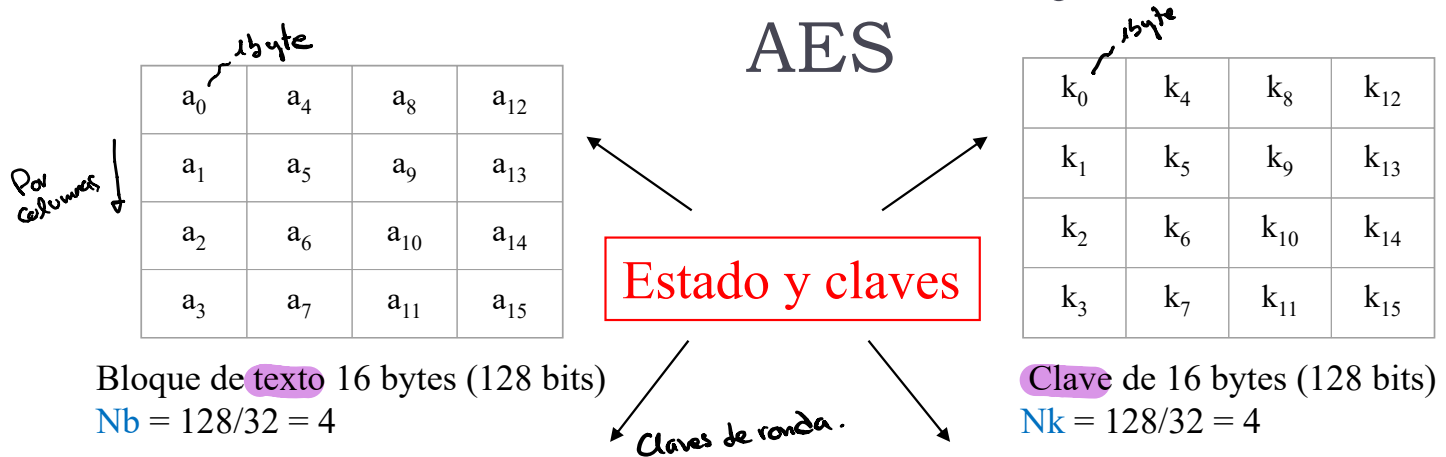 AES
1byte
a0 a4 a8 a12
a1 a5 a9 a13
a2 a6 a10 a14
a3 a7 a11 a15
Por
columnas
Bloque de texto 16 bytes (128 bits)
Nb = 128/32 = 4
Estado y claves
Claves de ronda.
1byte
k0 k4 k8 k12
k1 k5 k9 k13
k2 k6 k10 k14
k3 k7 k11 k15
Clave de 16 bytes (128 bits)
Nk = 128/32 = 4